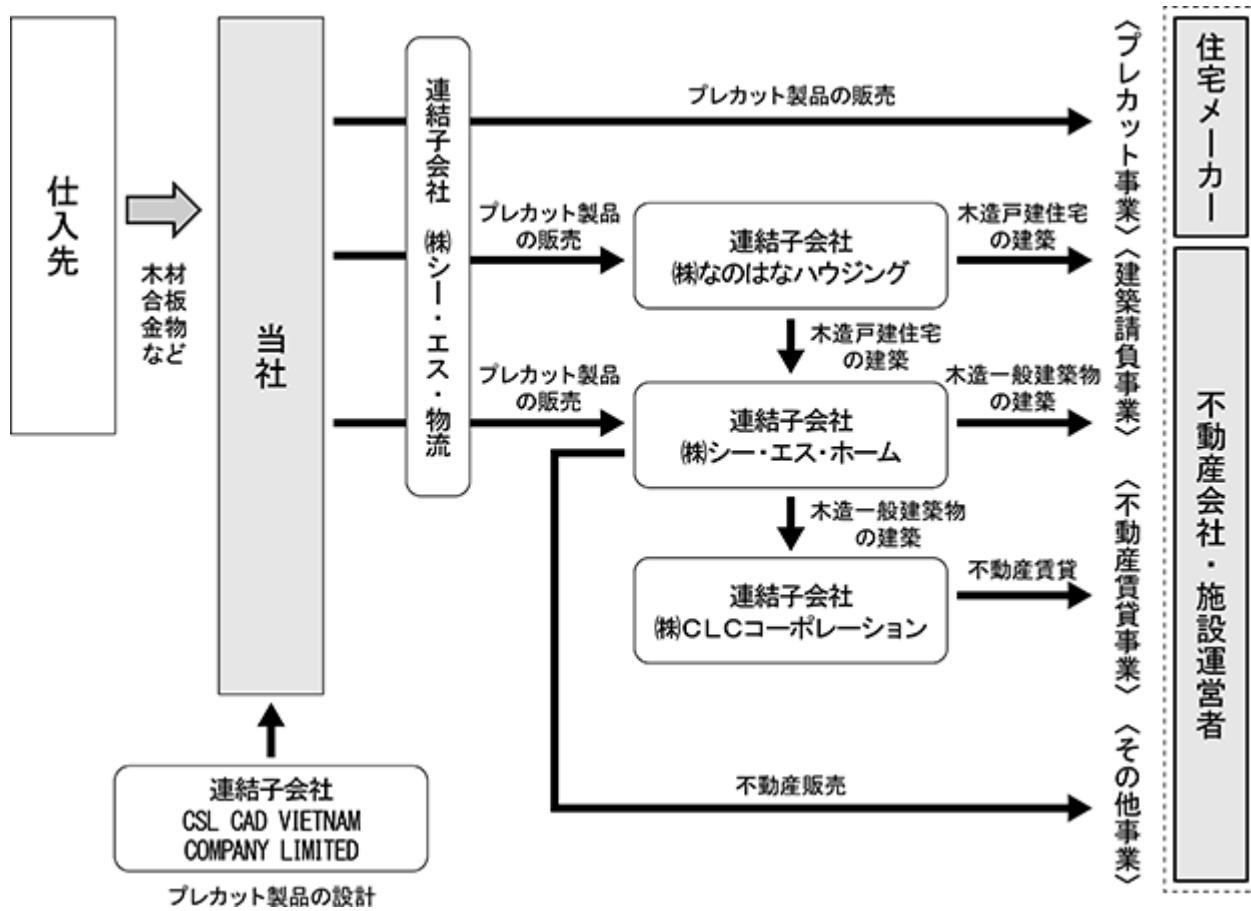 仕入先
木材
合板
金物
など
当社
連結子会社 ㈱シー・エス・物流
プレカット製品の販売
プレカット製品
の販売
連結子会社
㈱なのはなハウジング
木造戸建住宅
の建築
木造戸建住宅
の建築
プレカット製品
の販売
連結子会社
㈱シー・エス・ホーム
木造一般建築物
の建築
木造一般建築物
の建築
連結子会社
㈱CLCコーポレーション
不動産賃貸
不動産販売
〈プレカット事業〉
〈建築請負事業〉
〈不動産賃貸事業〉
〈その他事業〉
住宅メーカー
不動産会社・施設運営者
連結子会社
CSL CAD VIETNAM
COMPANY LIMITED
プレカット製品の設計